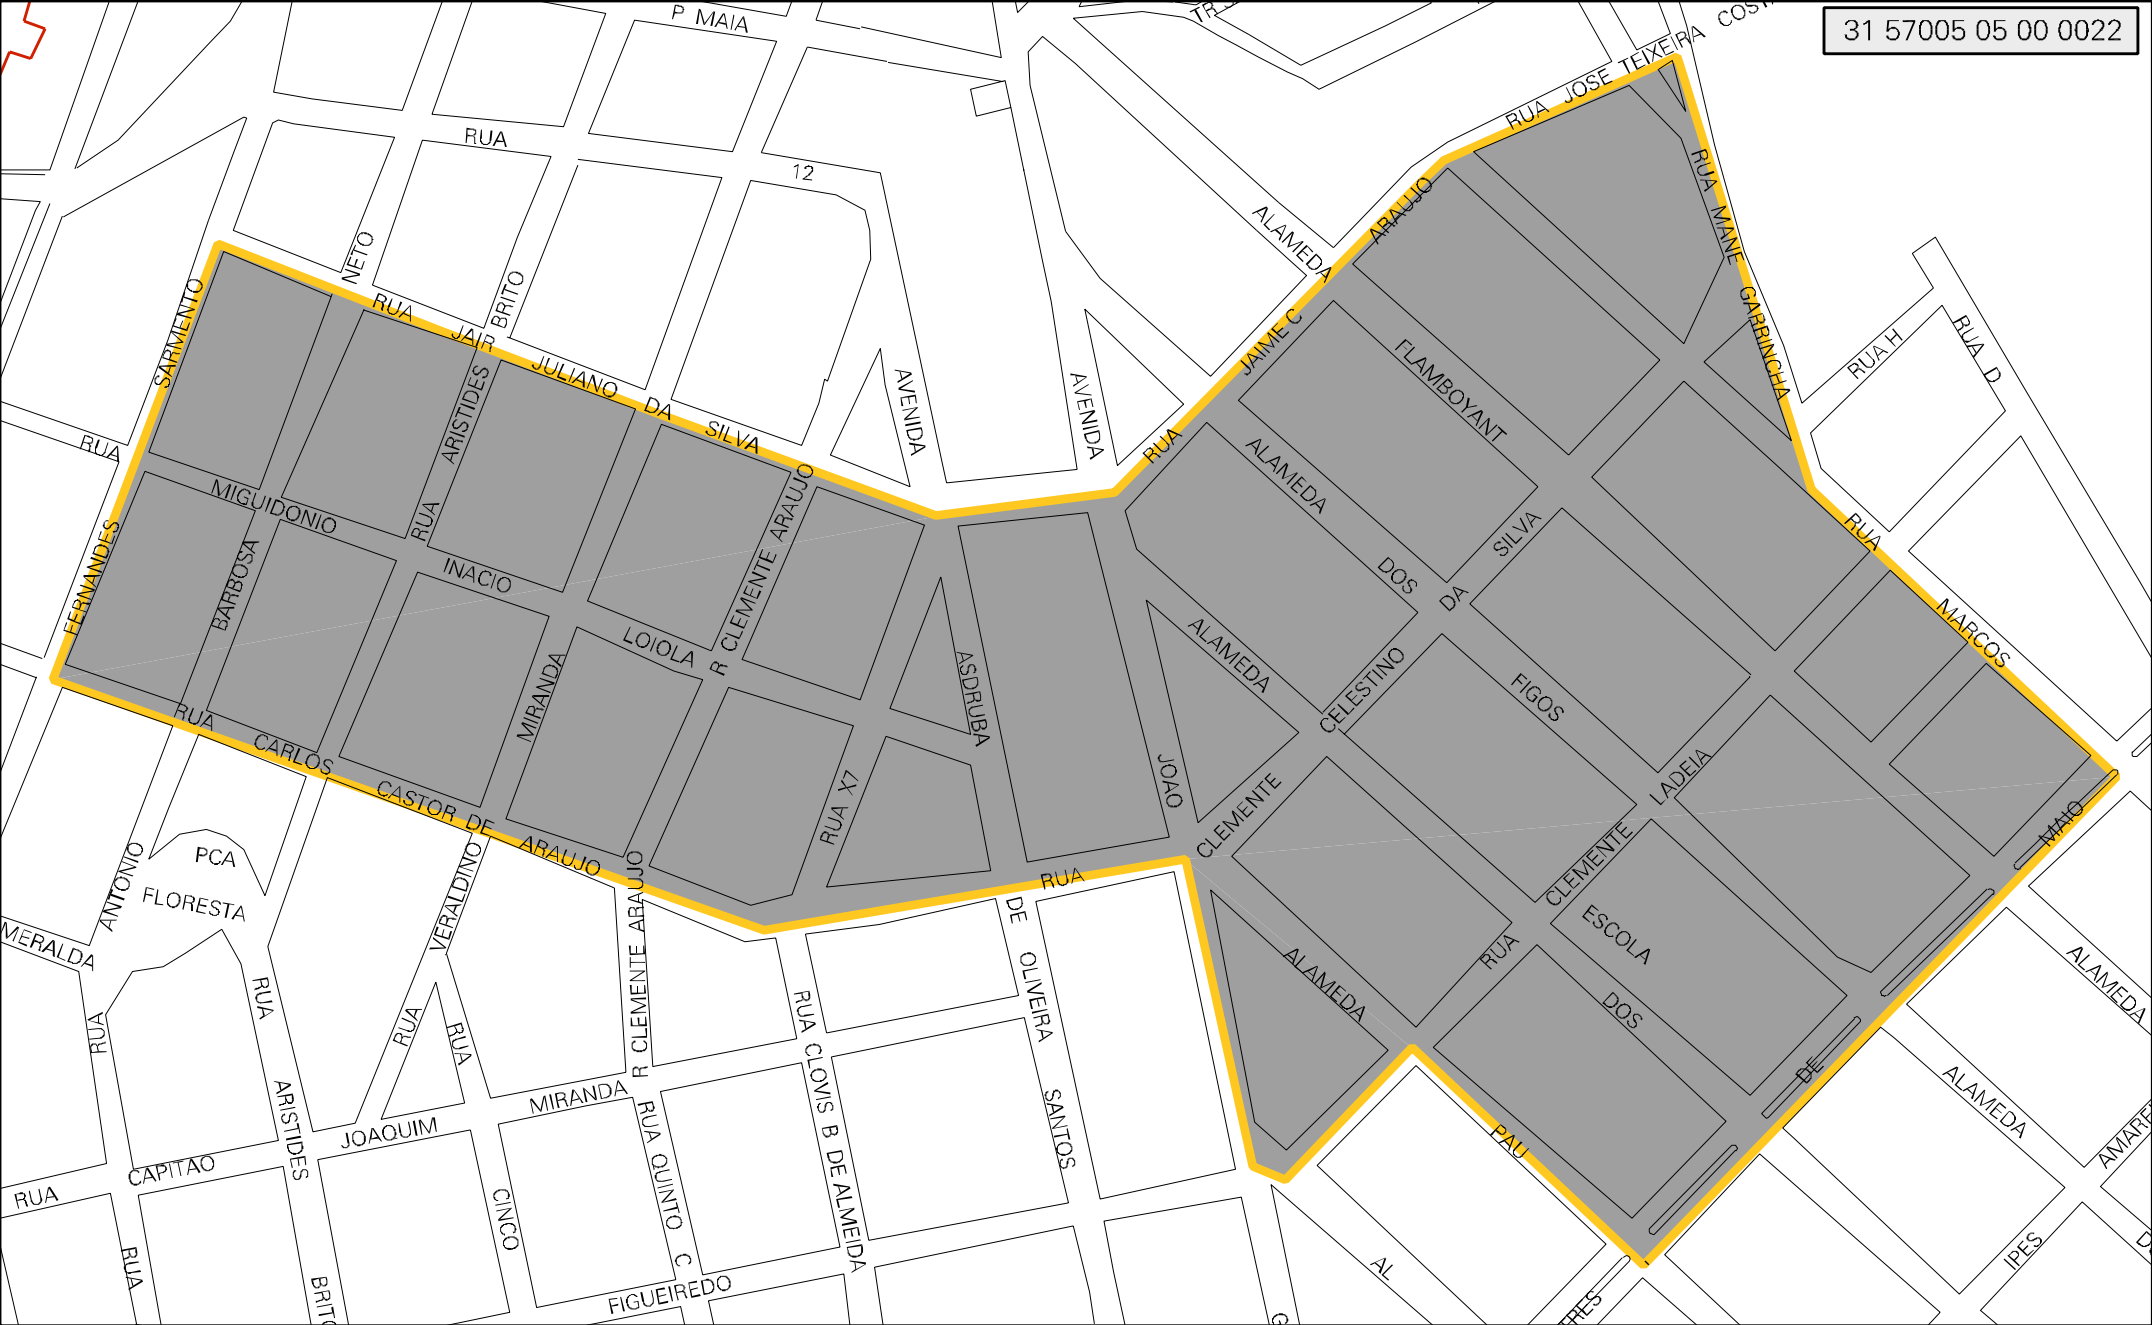 31 57005 05 00 0022
P MAIA
RUA
12
NETO
BRITO
ALAMEDA
RUA JOSE TEIXEIRA
RUA JAIME C ARAUJO
RUA MANE GARRINCHA
RUA H
RUA D
SARMENTO
FERNANDES
RUA
RUA JAIR JULIANO DA SILVA
AVENIDA
AVENIDA
RUA ARISTIDES
MIGUIDONIO
INACIO
LOIOLA
BARBOSA
MIRANDA
R CLEMENTE ARAUJO
ASDRUBA
RUA X7
JOAO
FLAMBOYANT
ALAMEDA
DOS
ALAMEDA
FIGOS
CLEMENTE
CELESTINO
DA
SILVA
RUA MARCOS
RUA
CLEMENTE
LADEIA
ESCOLA
DOS
ALAMEDA
PAU
DE
MAIO
RUA CARLOS CASTOR DE ARAUJO
RUA
PCA
FLORESTA
ANTONIO
MERALDA
RUA
VERALDINO
RUA
RUA
RUA
ARISTIDES
BRITO
R CLEMENTE ARAUJO
RUA CLOVIS B DE ALMEIDA
DE OLIVEIRA SANTOS
RUA CAPITAO JOAQUIM MIRANDA
RUA QUINTO C
CINCO
RUA
FIGUEIREDO
AL
ALAMEDA
ALAMEDA
IPES